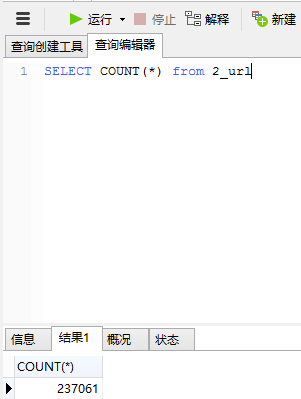 运行 停止 解释 新建
查询创建工具 查询编辑器
1 SELECT COUNT(*) from 2_url
信息 结果1 概况 状态
COUNT(*)
237061